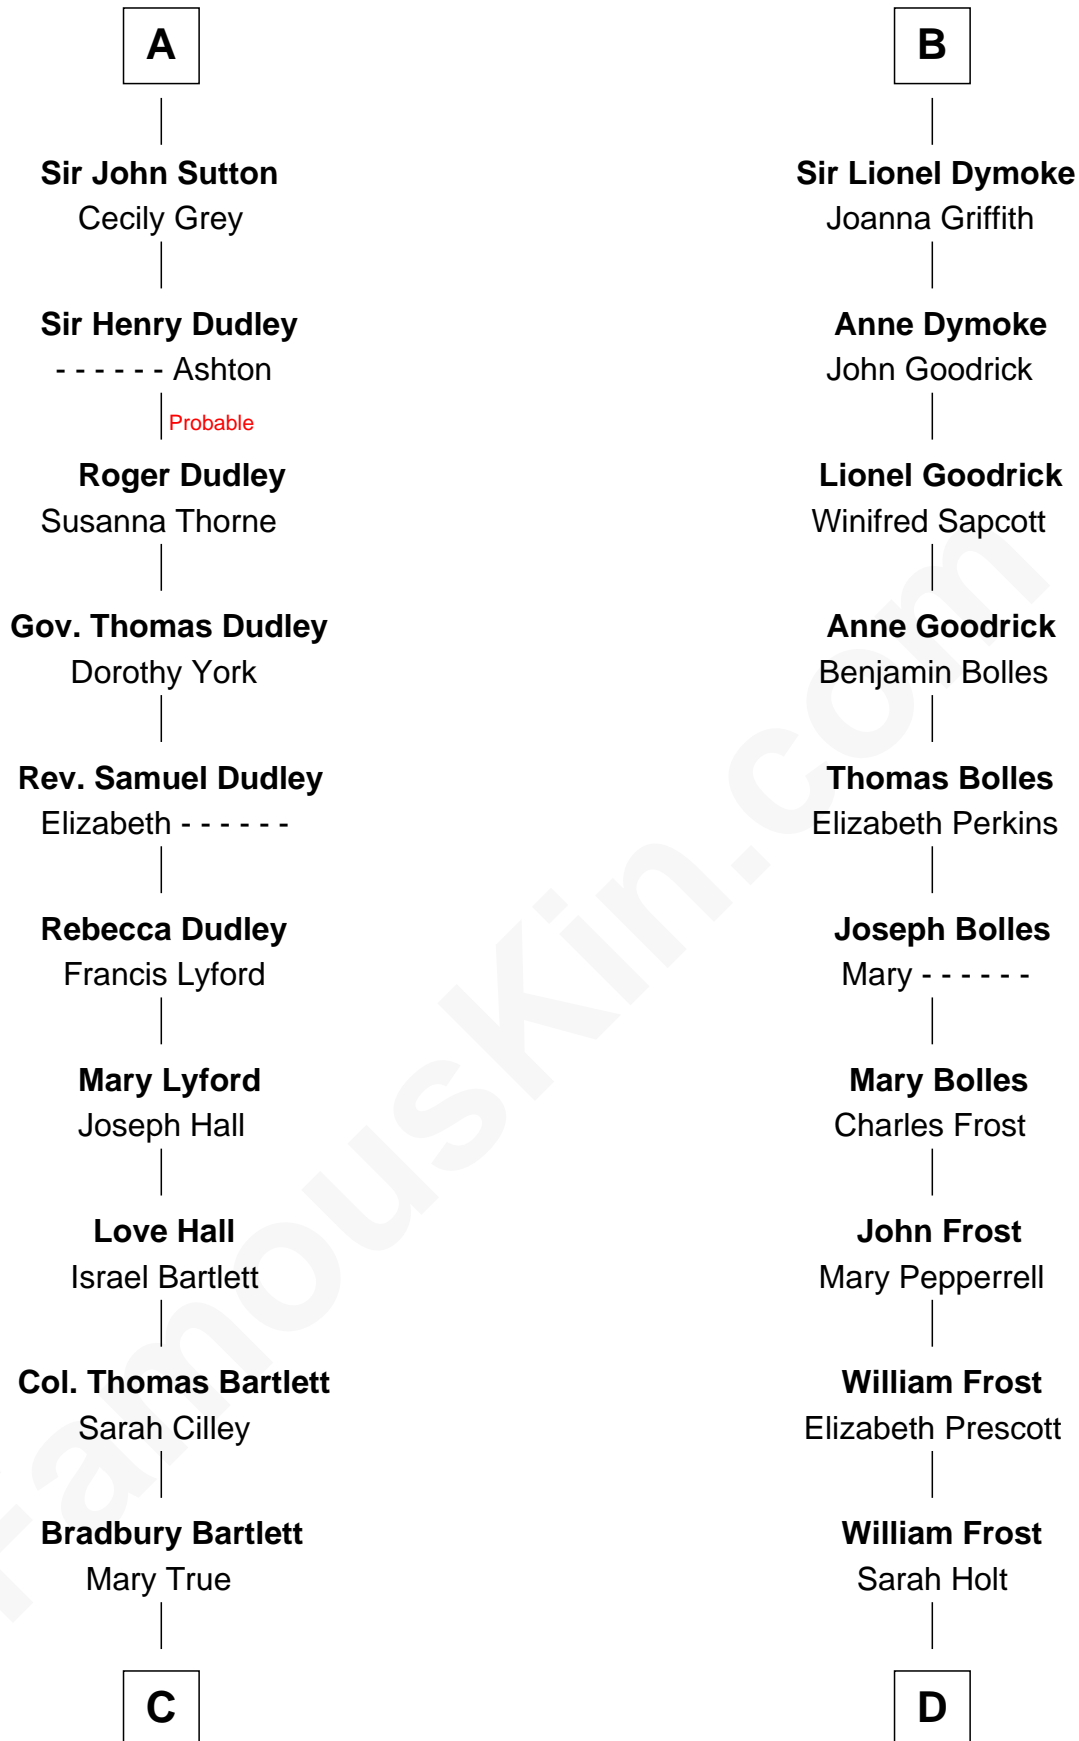 A
Sir John Sutton
Cecily Grey
Sir Henry Dudley
- - - - - - Ashton
Probable
Roger Dudley
Susanna Thorne
Gov. Thomas Dudley
Dorothy York
Rev. Samuel Dudley
Elizabeth - - - - - -
Rebecca Dudley
Francis Lyford
Mary Lyford
Joseph Hall
Love Hall
Israel Bartlett
Col. Thomas Bartlett
Sarah Cilley
Bradbury Bartlett
Mary True
C
B
Sir Lionel Dymoke
Joanna Griffith
Anne Dymoke
John Goodrick
Lionel Goodrick
Winifred Sapcott
Anne Goodrick
Benjamin Bolles
Thomas Bolles
Elizabeth Perkins
Joseph Bolles
Mary - - - - - -
Mary Bolles
Charles Frost
John Frost
Mary Pepperrell
William Frost
Elizabeth Prescott
William Frost
Sarah Holt
D
FamousKin.com